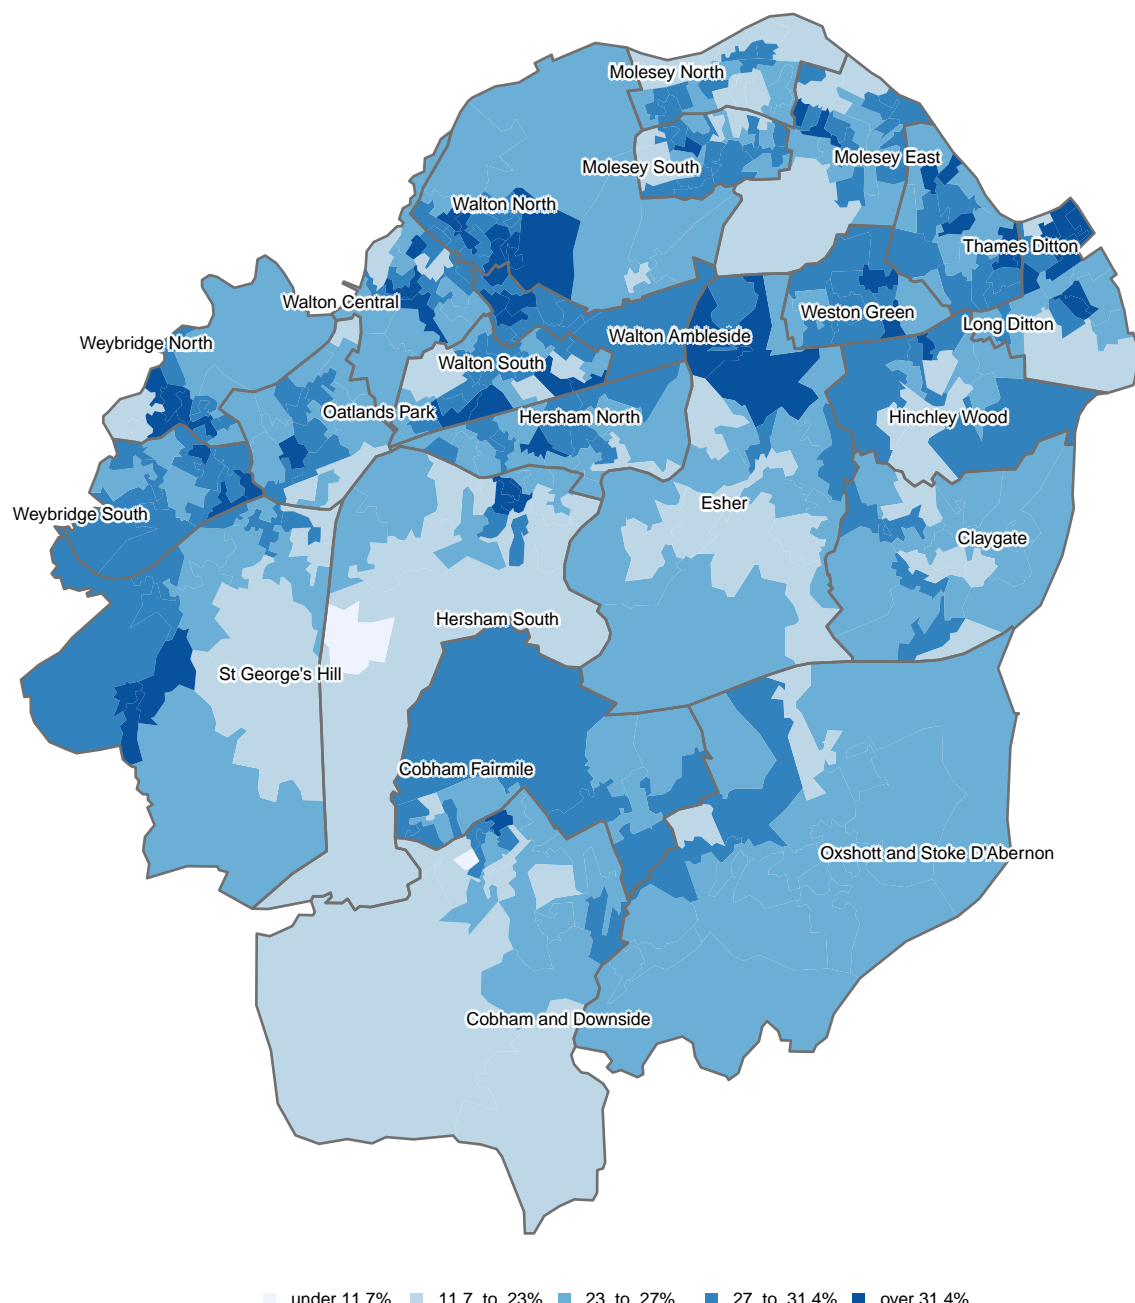 Molesey North
Molesey East
Molesey South
Walton North
Thames Ditton
Walton Central
Weston Green
Long Ditton
Walton Ambleside
Weybridge North
Walton South
Oatlands Park
Hersham North
Hinchley Wood
Esher
Weybridge South
Claygate
Hersham South
St George's Hill
Cobham Fairmile
Oxshott and Stoke D'Abernon
Cobham and Downside
under 11.7% 11.7 to 23% 23 to 27% 27 to 31.4% over 31.4%